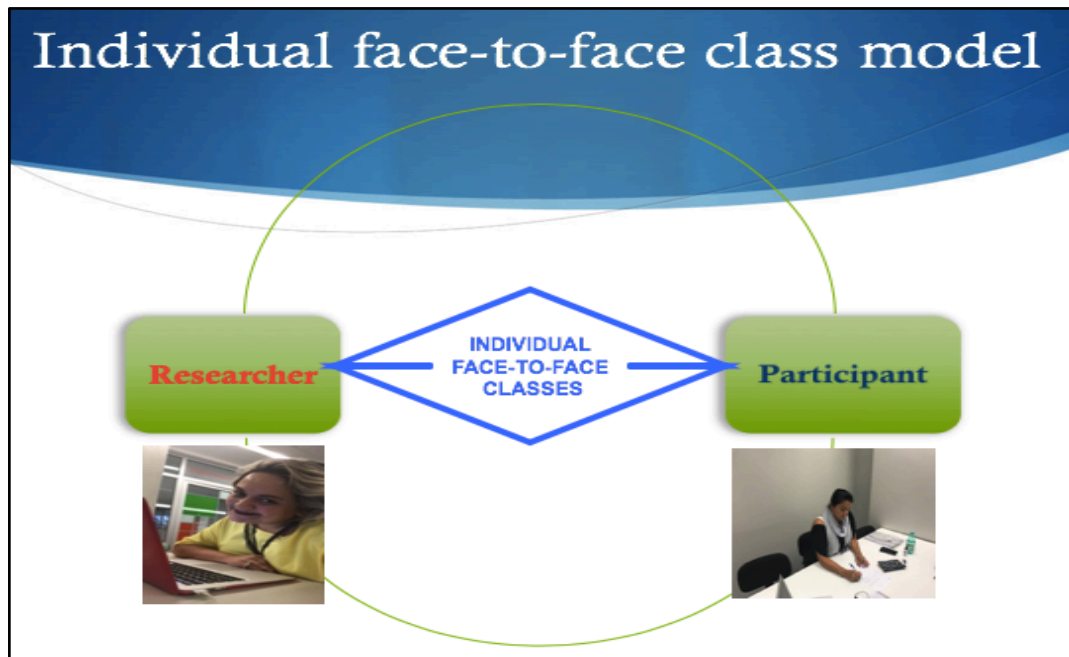 Individual face-to-face class model
INDIVIDUAL
FACE-TO-FACE
CLASSES
Researcher
Participant